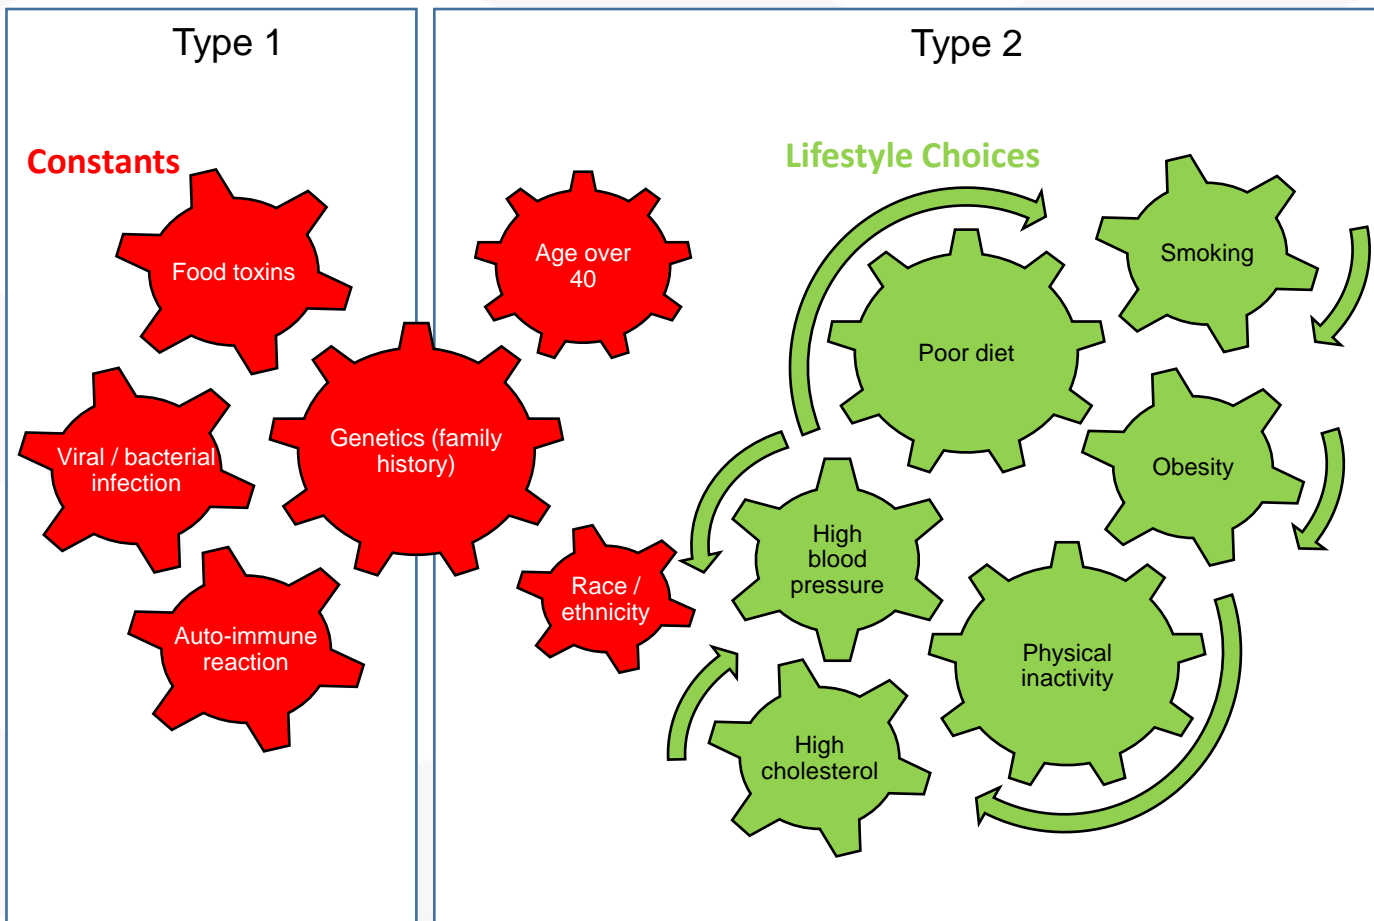 Type 1
Type 2
Constants
Lifestyle Choices
Food toxins
Age over
40
Smoking
Poor diet
Genetics (family
history)
Viral / bacterial
infection
Obesity
High
blood
pressure
Race /
ethnicity
Auto-immune
reaction
Physical
inactivity
High
cholesterol